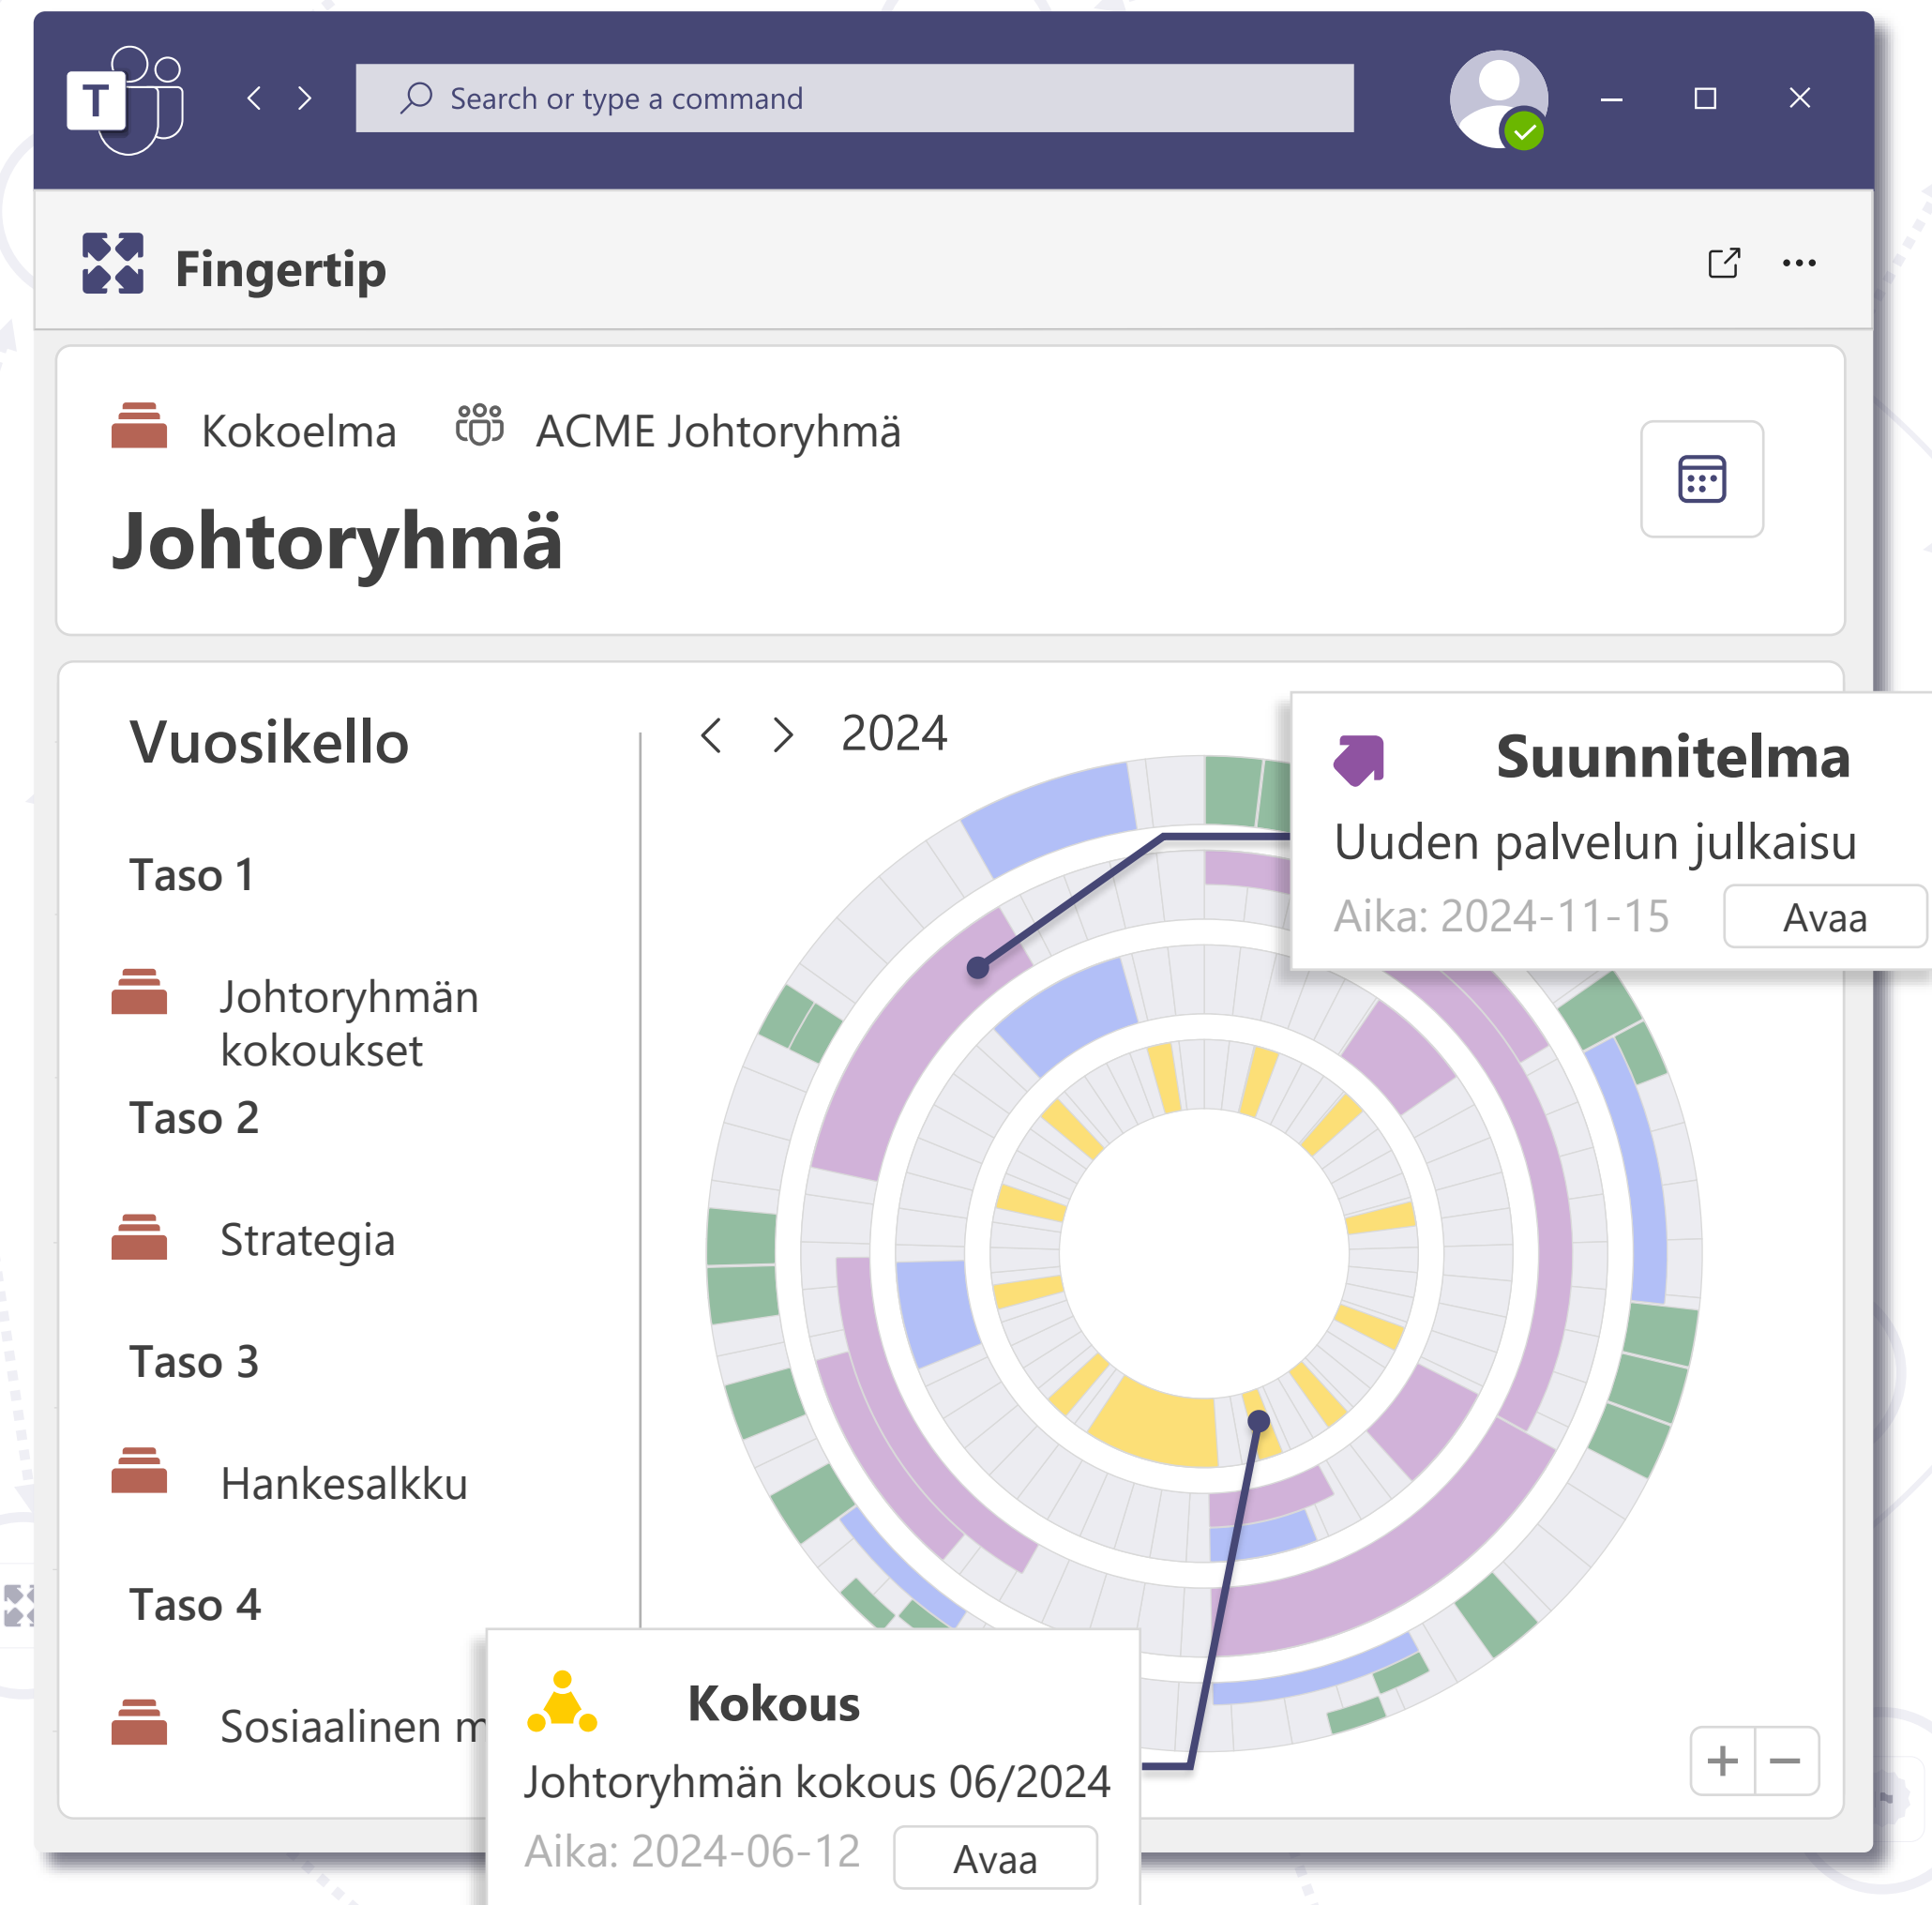 T
Search or type a command
Fingertip
Kokoelma
ACME Johtoryhmä
Johtoryhmä
Vuosikello
2024
Taso 1
Johtoryhmän
kokoukset
Taso 2
Strategia
Taso 3
Hankesalkku
Taso 4
Sosiaalinen
Suunnitelma
Uuden palvelun julkaisu
Aika: 2024-11-15
Avaa
Kokous
Johtoryhmän kokous 06/2024
Aika: 2024-06-12
Avaa